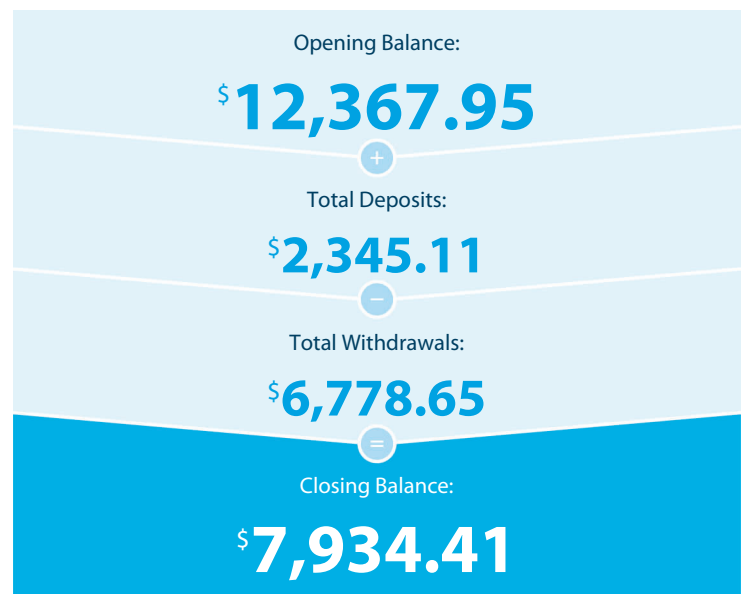 Opening Balance:
$12,367.95
+
Total Deposits:
$2,345.11
−
Total Withdrawals:
$6,778.65
=
Closing Balance:
$7,934.41